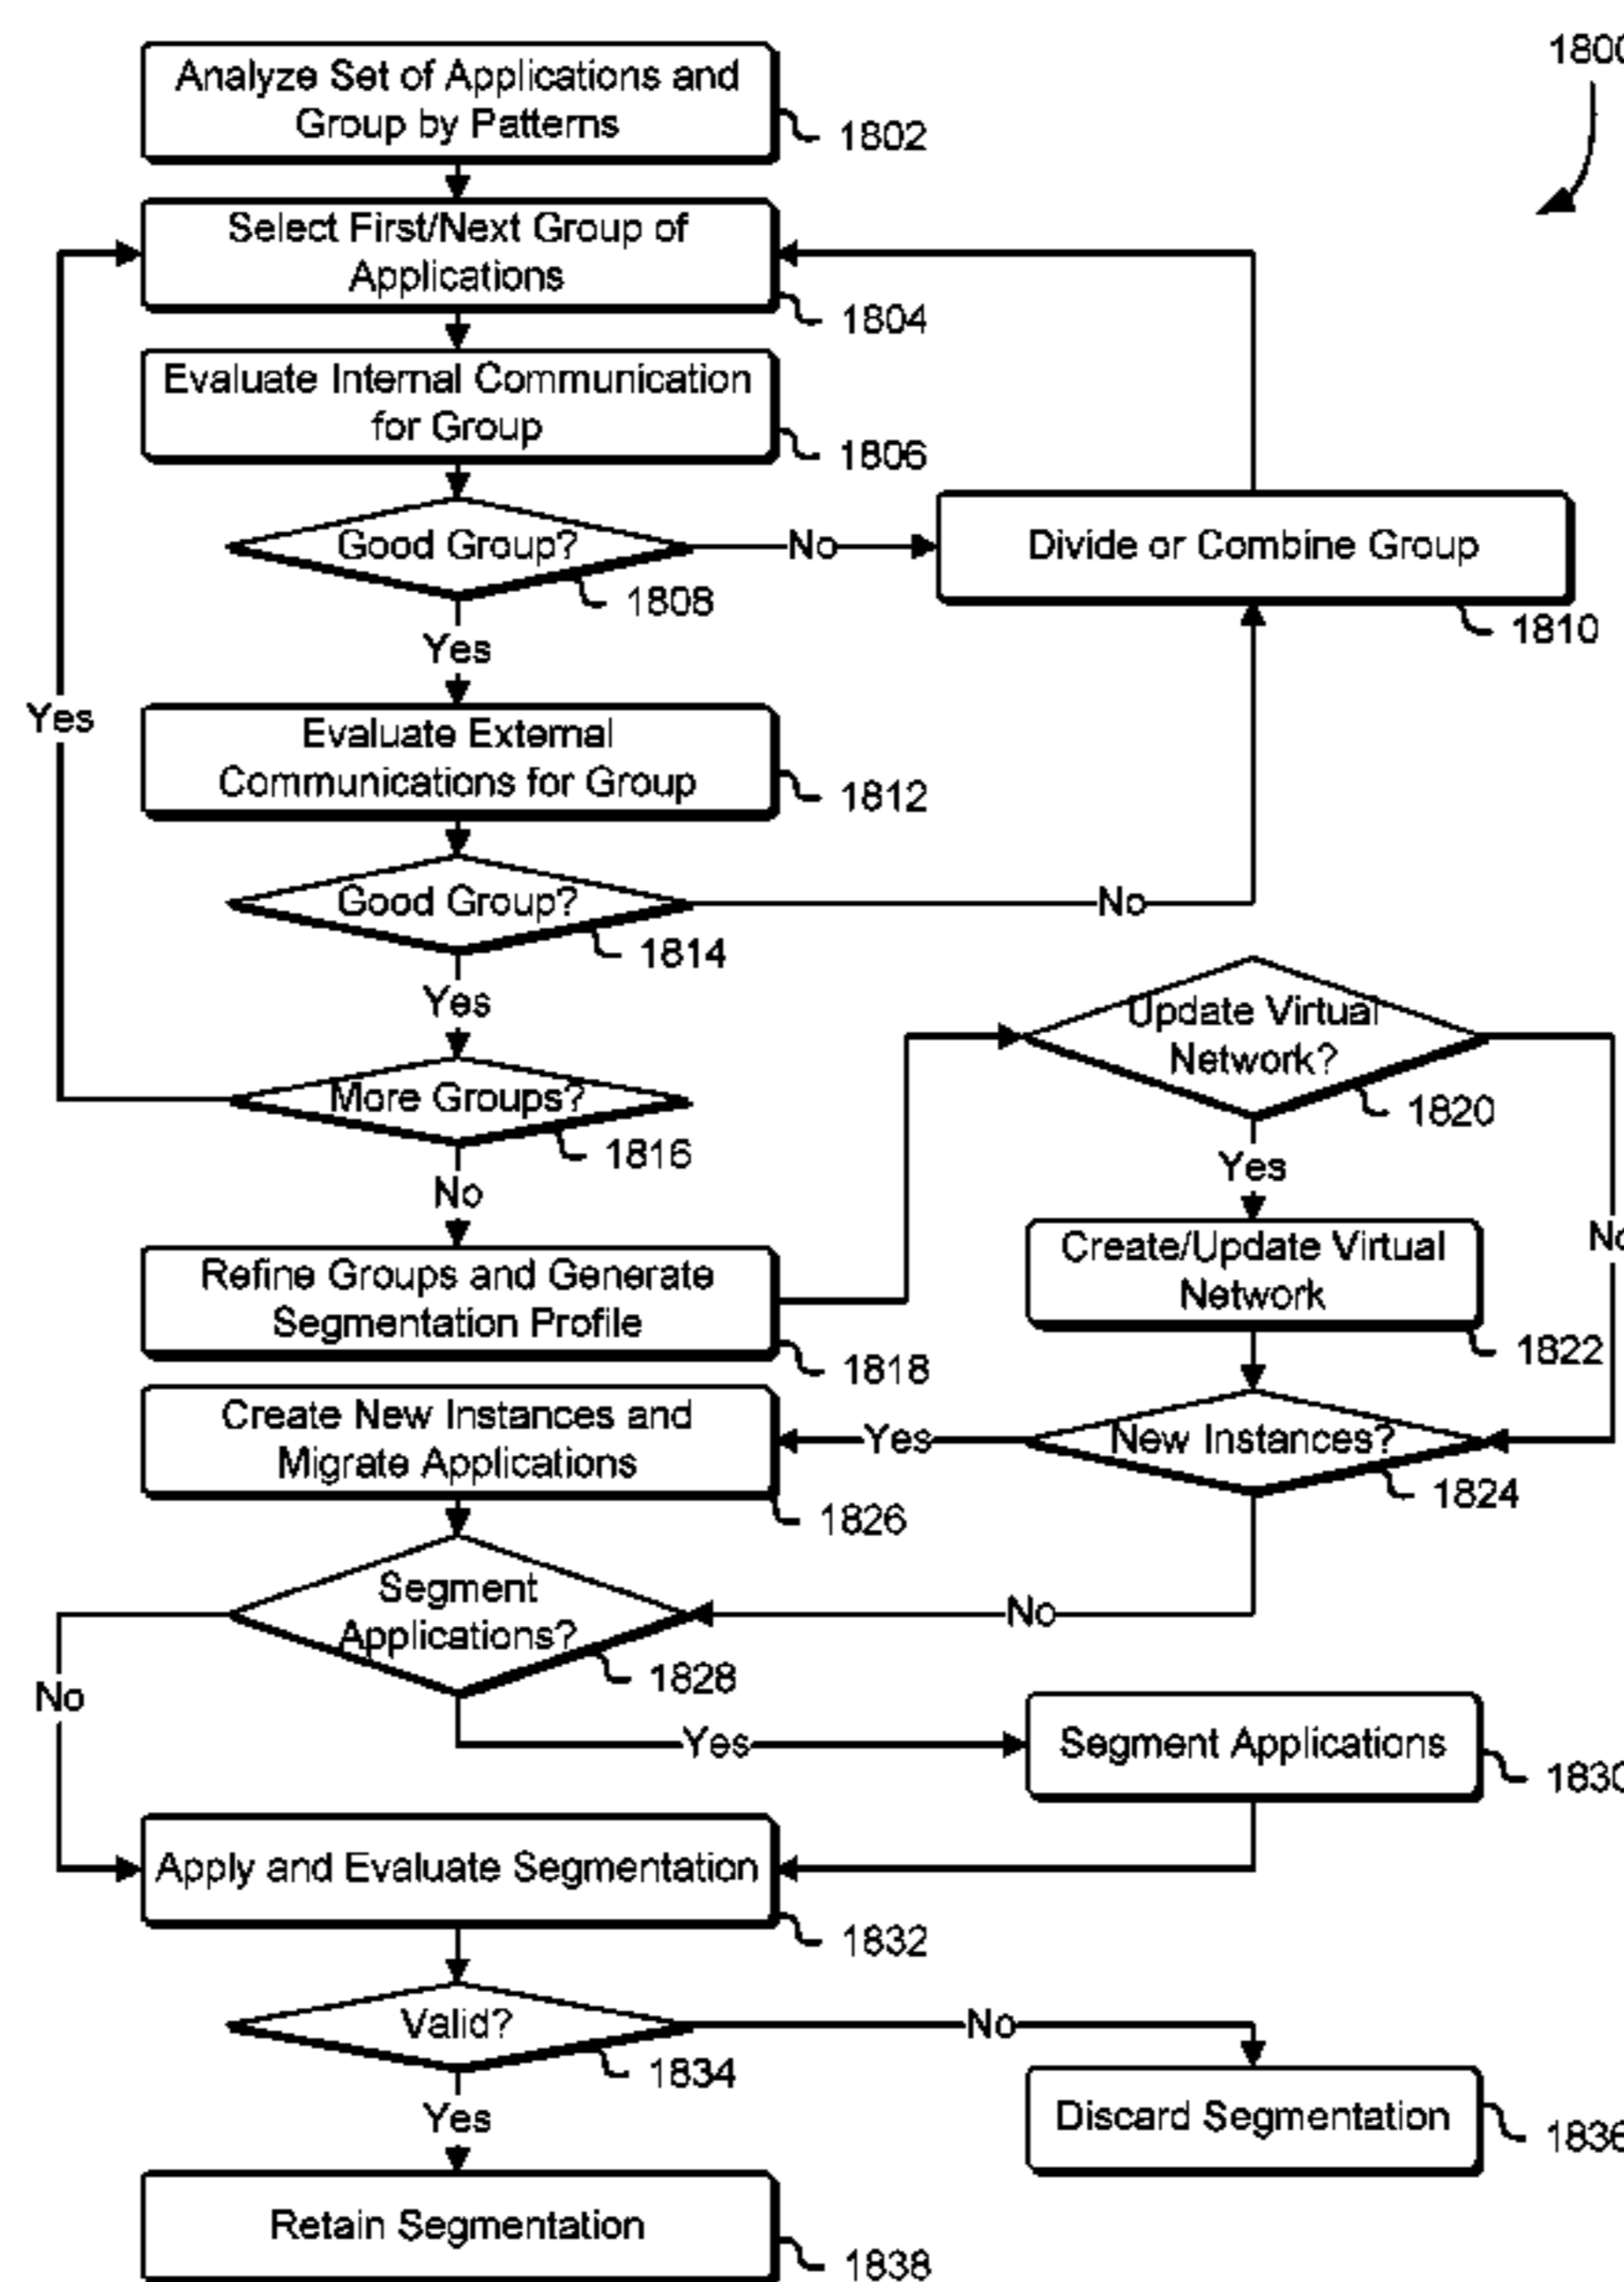 1800
Analyze Set of Applications and
Group by Patterns
1802
Select First/Next Group of
Applications
1804
Evaluate Internal Communication
for Group
1806
Good Group?
No
Divide or Combine Group
1808
1810
Yes
Yes
Evaluate External
Communications for Group
1812
Good Group?
No
1814
Yes
Update Virtual
Network?
1820
More Groups?
1816
Yes
No
No
Create/Update Virtual
Network
1822
Refine Groups and Generate
Segmentation Profile
1818
Create New Instances and
Migrate Applications
Yes
New Instances?
1824
1826
Segment
Applications?
No
1828
No
Yes
Segment Applications
1830
Apply and Evaluate Segmentation
1832
Valid?
No
1834
Yes
Discard Segmentation
1836
Retain Segmentation
1838